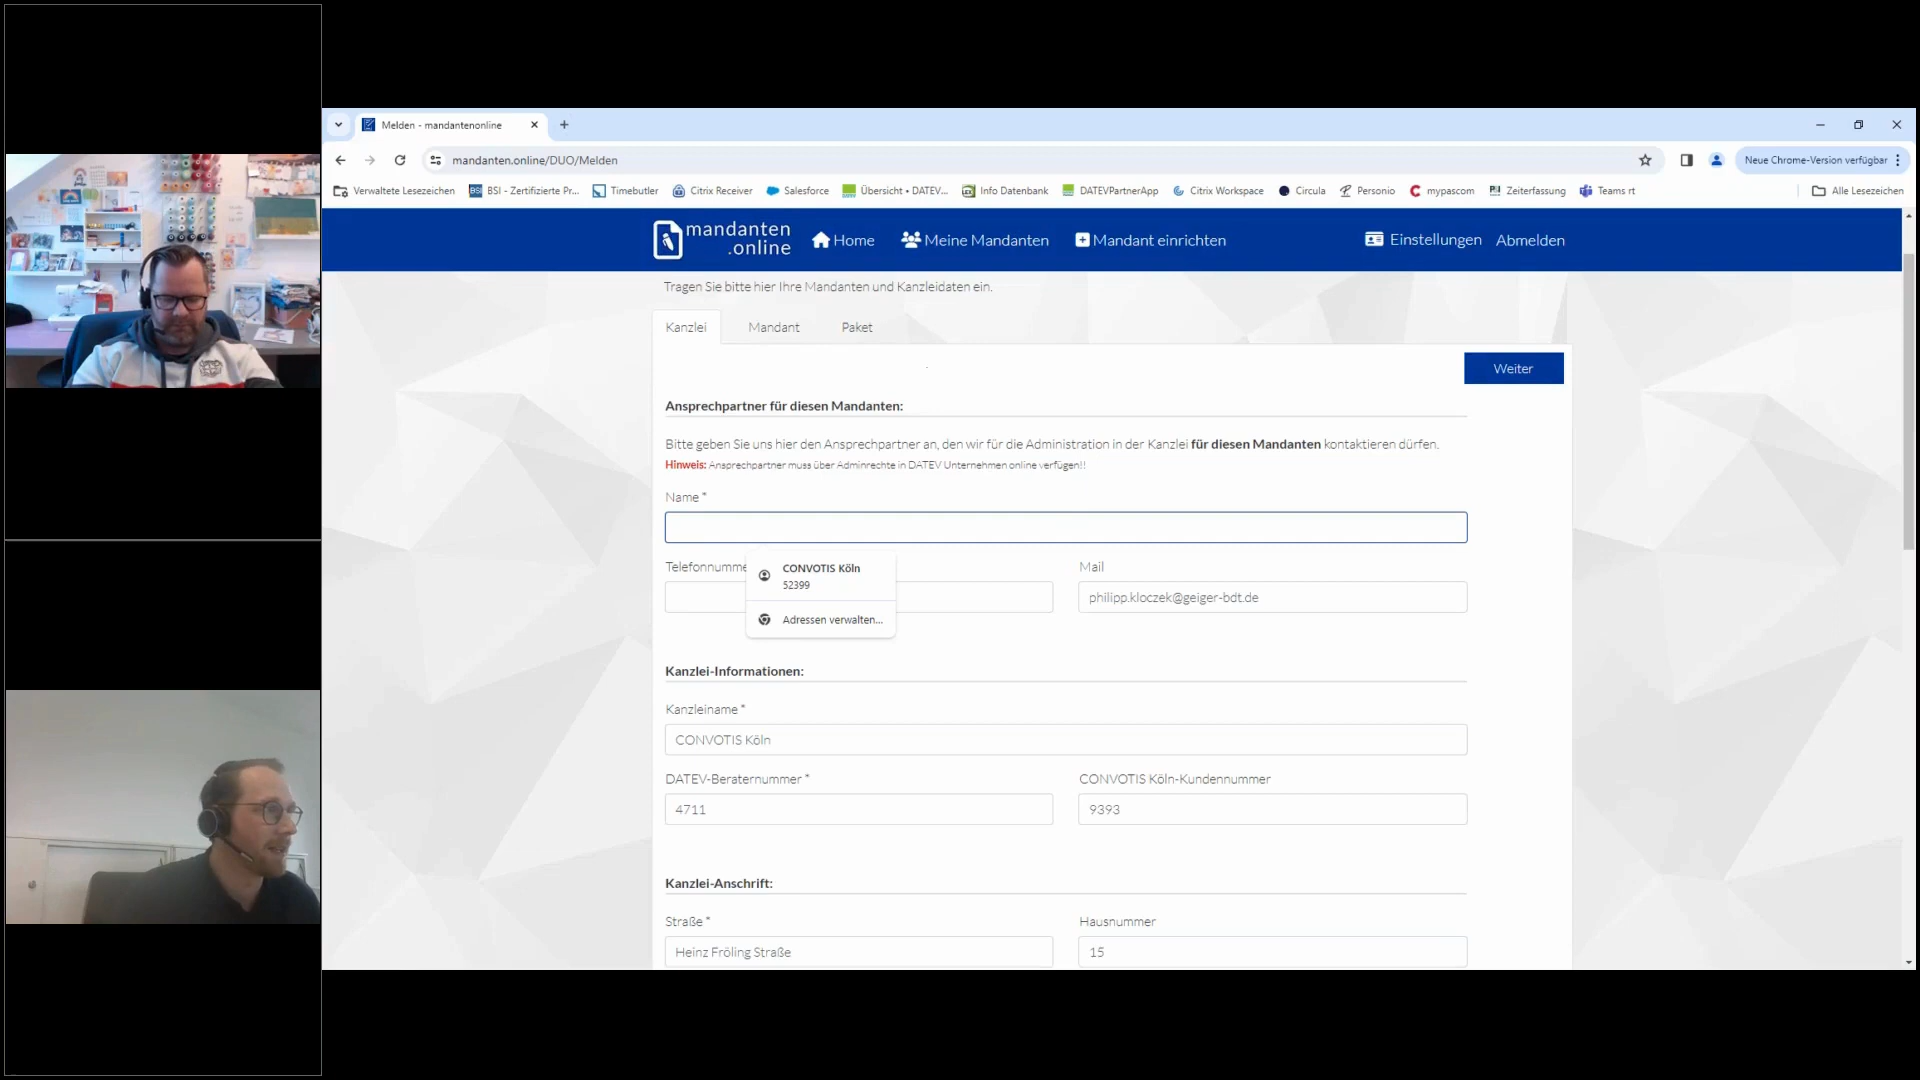 Melden - mandantenonline
mandanten.online/DUO/Melden
Neue Chrome-Version verfügbar
Verwaltete Lesezeichen
BSI - Zertifizierte Pr...
Timebutler
Citrix Receiver
Salesforce
Übersicht • DATEV...
Info Datenbank
DATEVPartnerApp
Citrix Workspace
Circula
Personio
mypascom
Zeiterfassung
Teams rt
Alle Lesezeichen
mandanten
.online
Home
Meine Mandanten
Mandant einrichten
Einstellungen
Abmelden
Tragen Sie bitte hier Ihre Mandanten und Kanzleidaten ein.
Kanzlei
Mandant
Paket
Weiter
Ansprechpartner für diesen Mandanten:
Bitte geben Sie uns hier den Ansprechpartner an, den wir für die Administration in der Kanzlei für diesen Mandanten kontaktieren dürfen.
Hinweis: Ansprechpartner muss über Adminrechte in DATEV Unternehmen online verfügen!!
Name *
Telefonnumme
Mail
CONVOTIS Köln
52399
Adressen verwalten...
philipp.kloczek@geiger-bdt.de
Kanzlei-Informationen:
Kanzleiname *
CONVOTIS Köln
DATEV-Beraternummer *
CONVOTIS Köln-Kundennummer
4711
9393
Kanzlei-Anschrift:
Straße *
Hausnummer
Heinz Fröling Straße
15